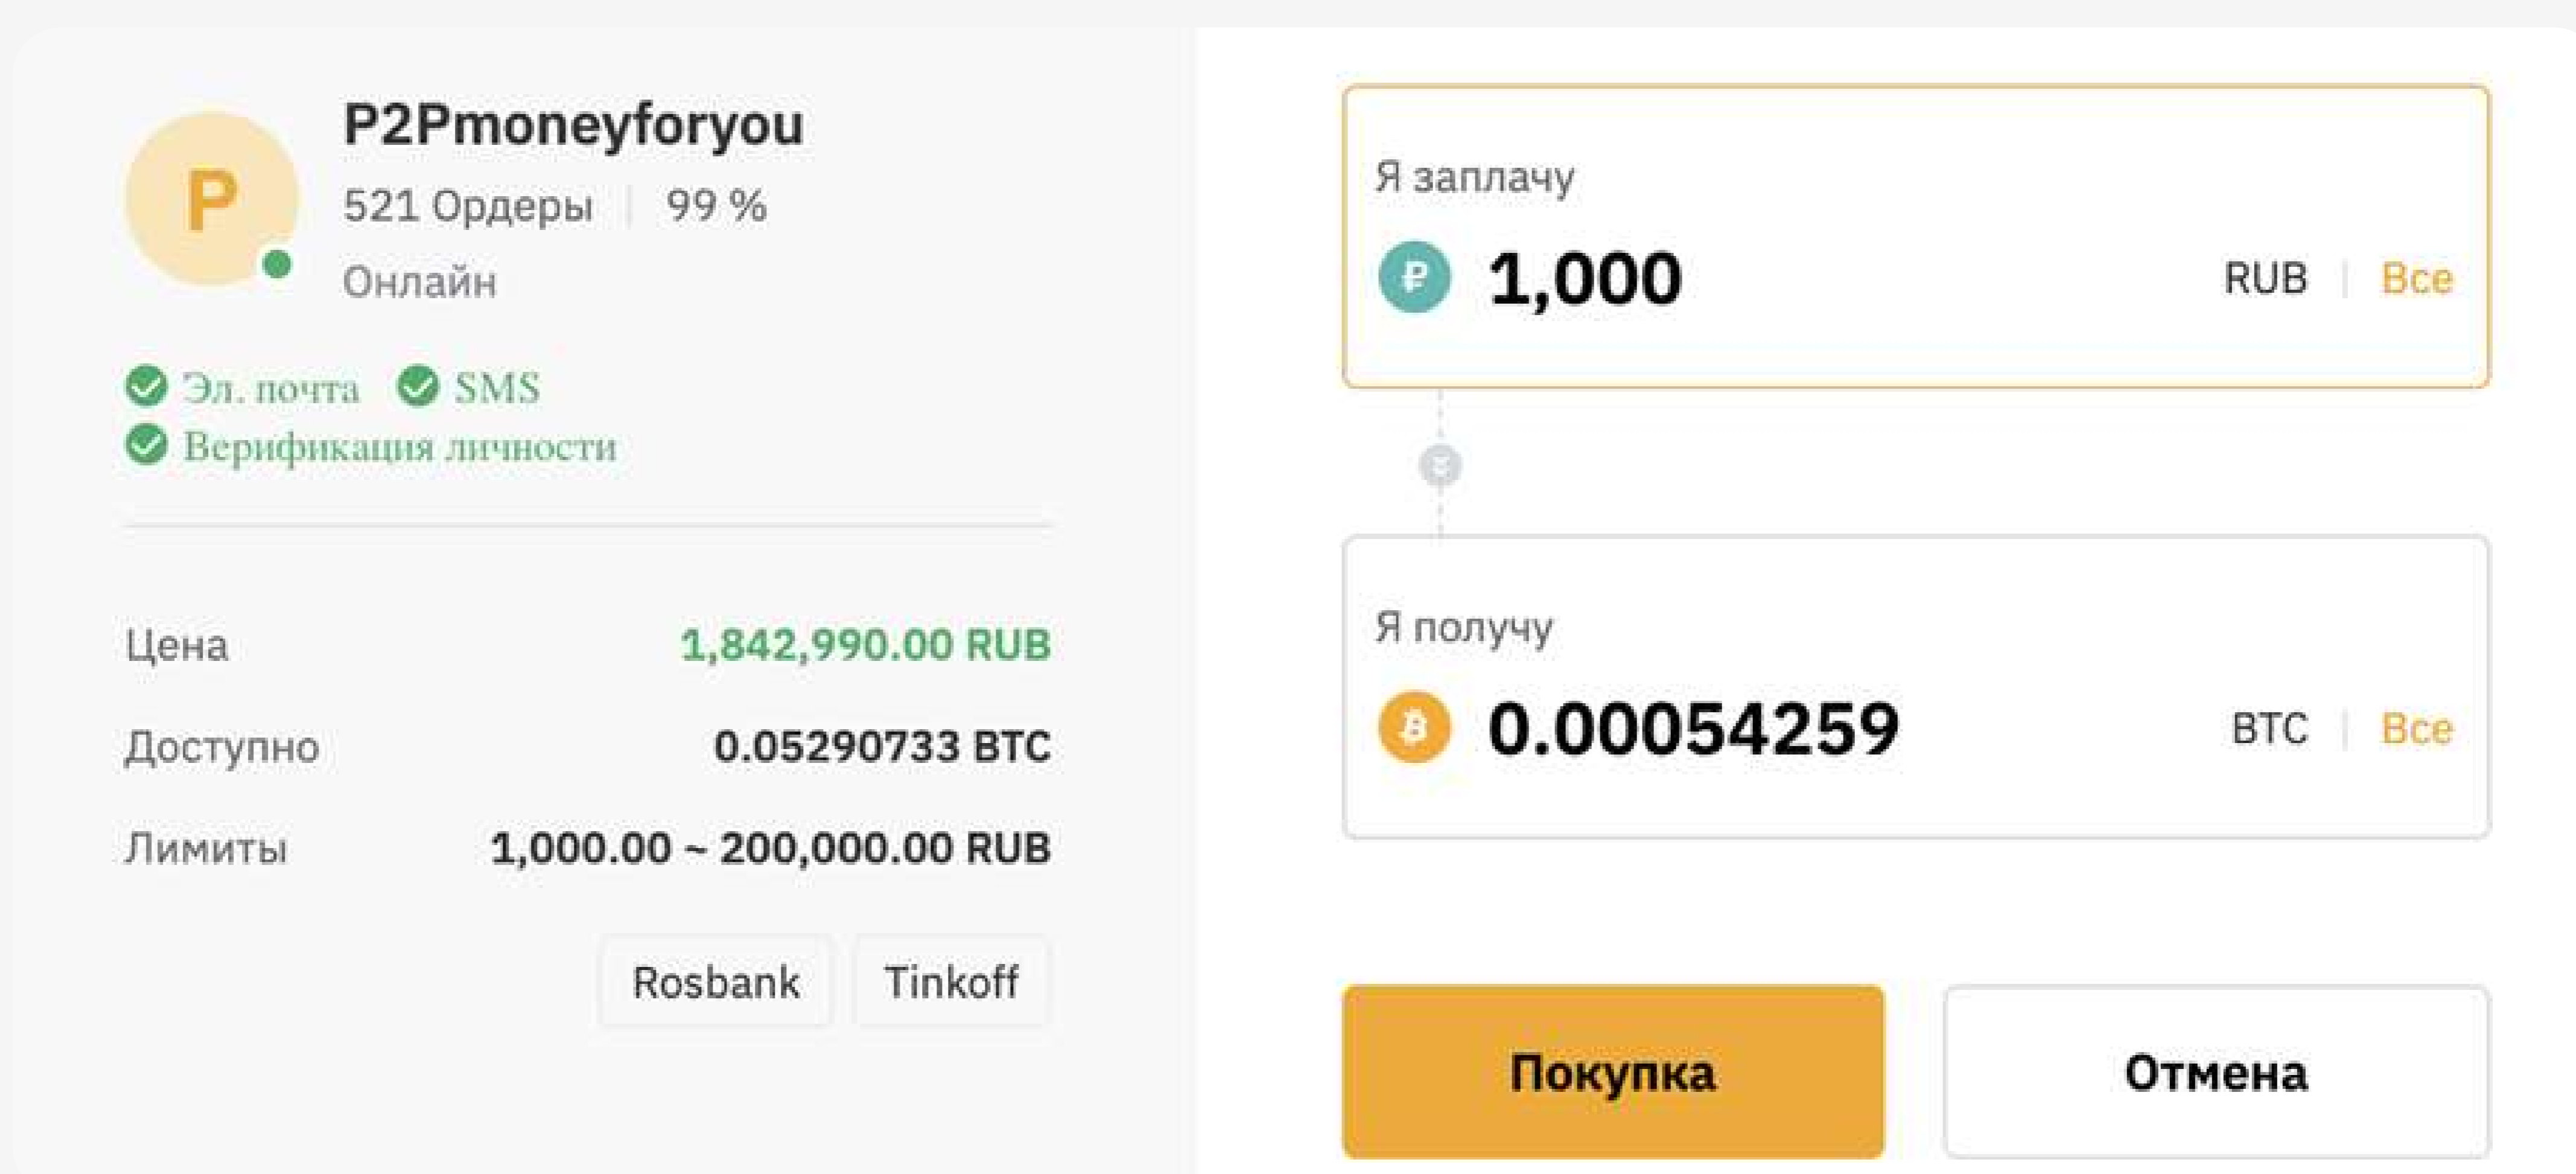 P
P2Pmoneyforyou
521 Ордеры | 99 %
Онлайн
Эл. почта SMS
Верификация личности
Цена 1,842,990.00 RUB
Доступно 0.05290733 BTC
Лимиты 1,000.00 ~ 200,000.00 RUB
Rosbank Tinkoff
Я заплачу
₽ 1,000 RUB | Все
Я получу
₿ 0.00054259 BTC | Все
Покупка Отмена